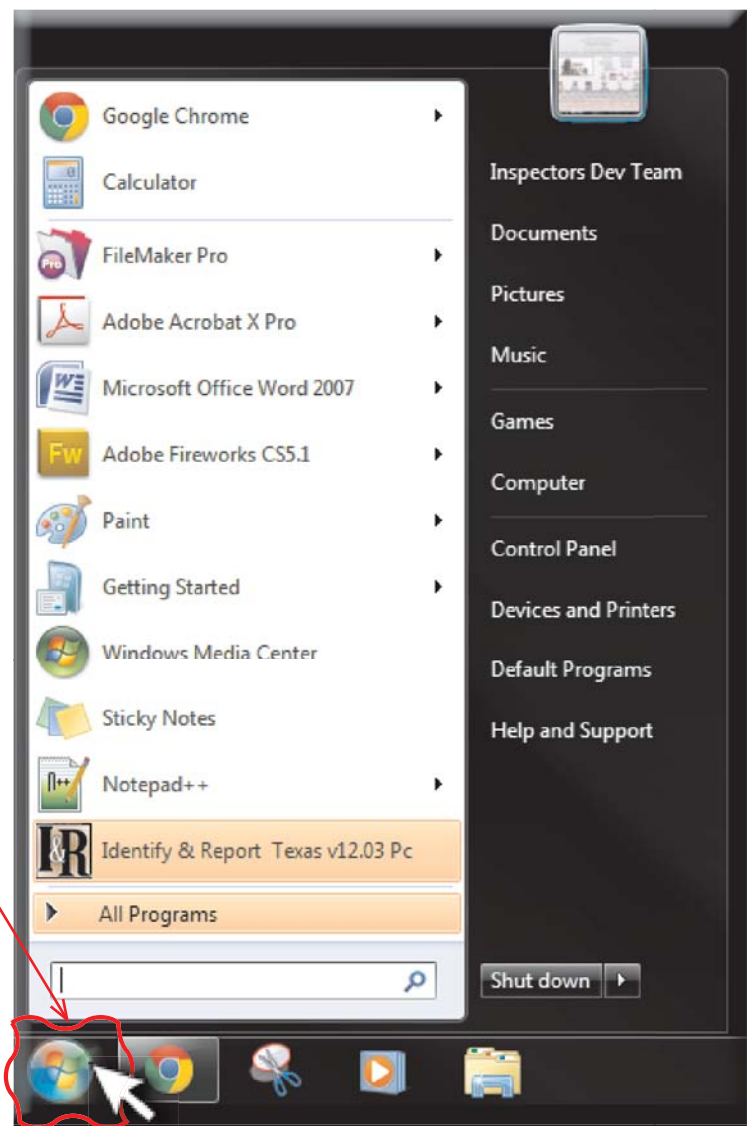 Google Chrome
Calculator
FileMaker Pro
Pro
Adobe Acrobat X Pro
Microsoft Office Word 2007
W
Fw
Adobe Fireworks CS5.1
Paint
Getting Started
Windows Media Center
Sticky Notes
n++
Notepad++
I&R
Identify & Report Texas v12.03 Pc
All Programs
Inspectors Dev Team
Documents
Pictures
Music
Games
Computer
Control Panel
Devices and Printers
Default Programs
Help and Support
Shut down